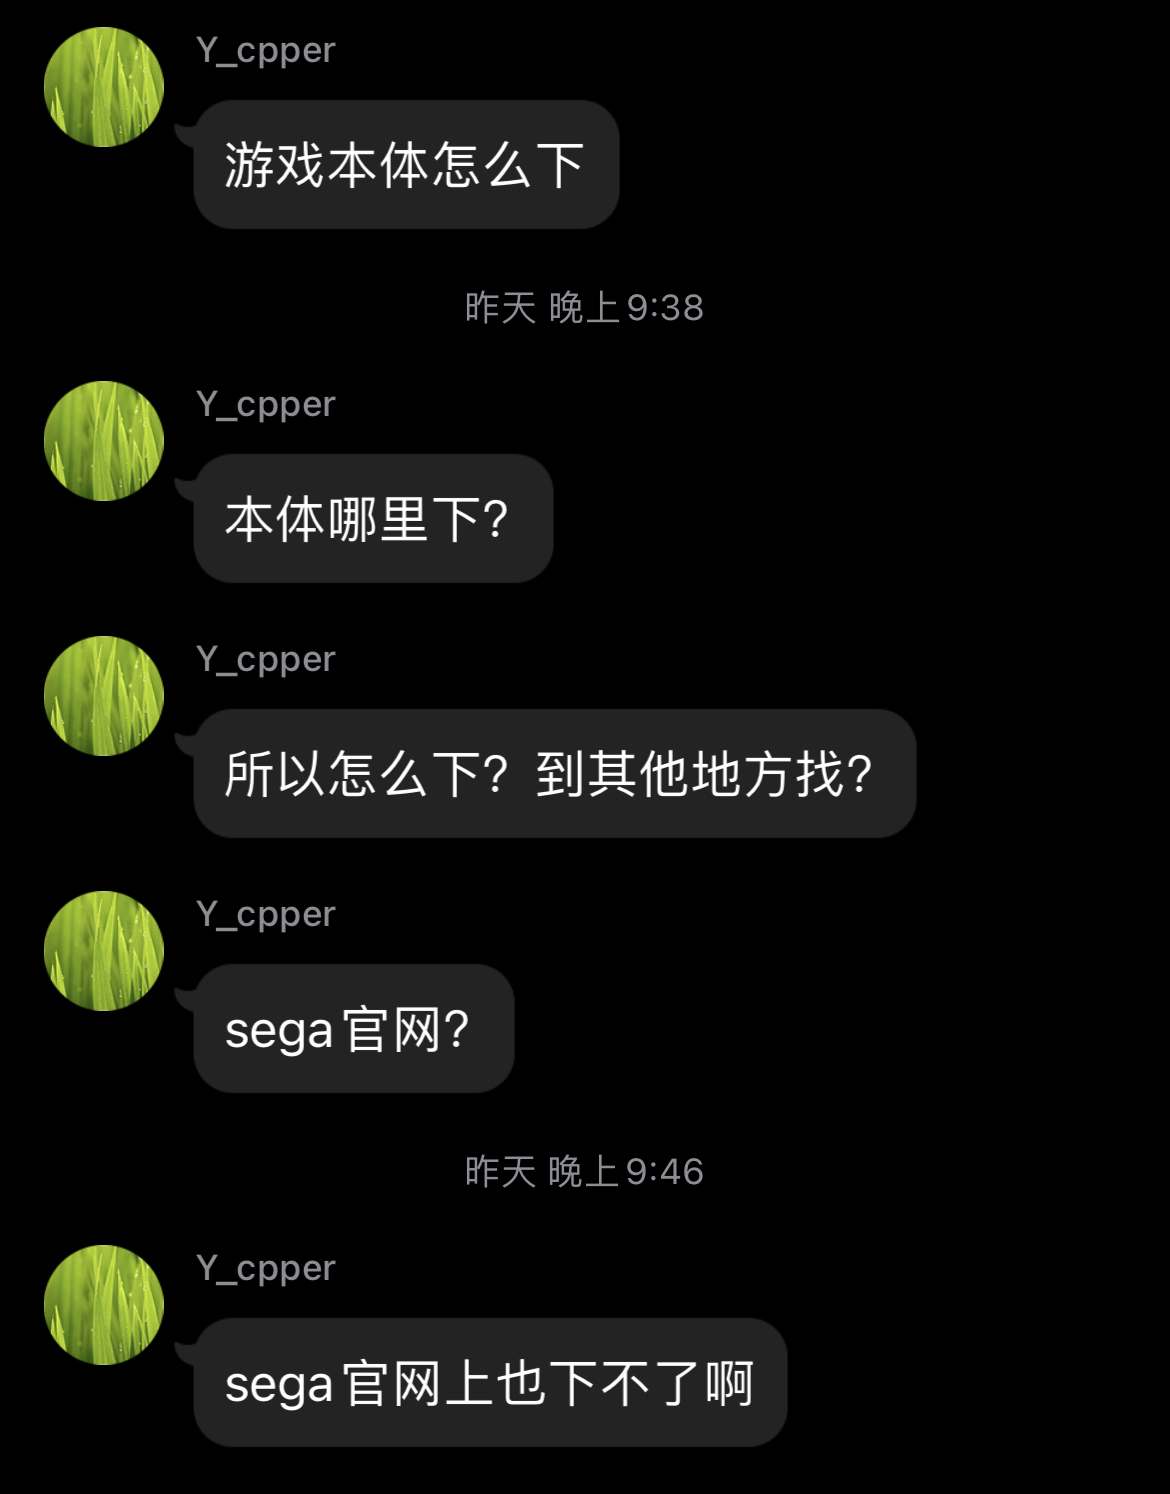 Y_cpper
游戏本体怎么下
昨天 晚上9:38
Y_cpper
本体哪里下?
Y_cpper
所以怎么下? 到其他地方找?
Y_cpper
sega官网?
昨天 晚上9:46
Y_cpper
sega官网上也下不了啊